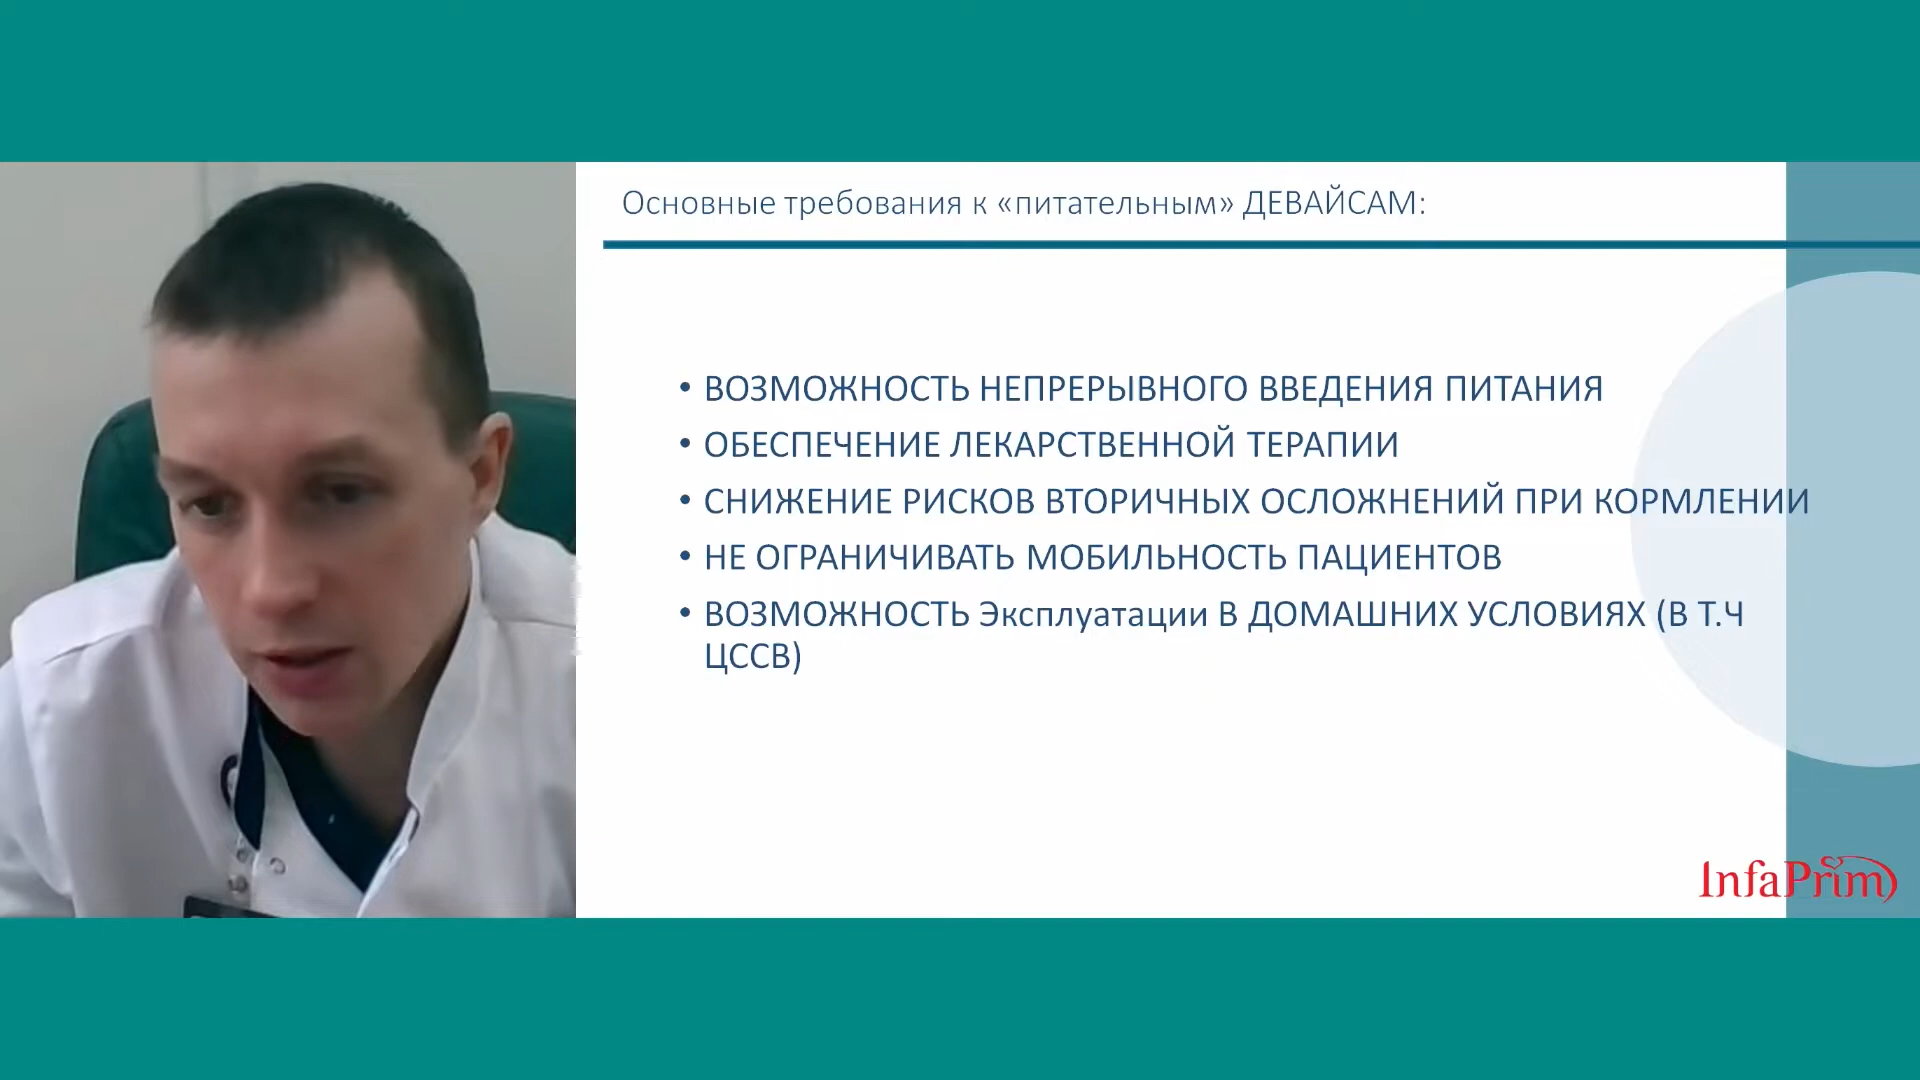 Основные требования к «питательным» ДЕВАЙСАМ:
• ВОЗМОЖНОСТЬ НЕПРЕРЫВНОГО ВВЕДЕНИЯ ПИТАНИЯ
• ОБЕСПЕЧЕНИЕ ЛЕКАРСТВЕННОЙ ТЕРАПИИ
• СНИЖЕНИЕ РИСКОВ ВТОРИЧНЫХ ОСЛОЖНЕНИЙ ПРИ КОРМЛЕНИИ
• НЕ ОГРАНИЧИВАТЬ МОБИЛЬНОСТЬ ПАЦИЕНТОВ
• ВОЗМОЖНОСТЬ Эксплуатации В ДОМАШНИХ УСЛОВИЯХ (В Т.Ч
ЦССВ)
InfaPrim